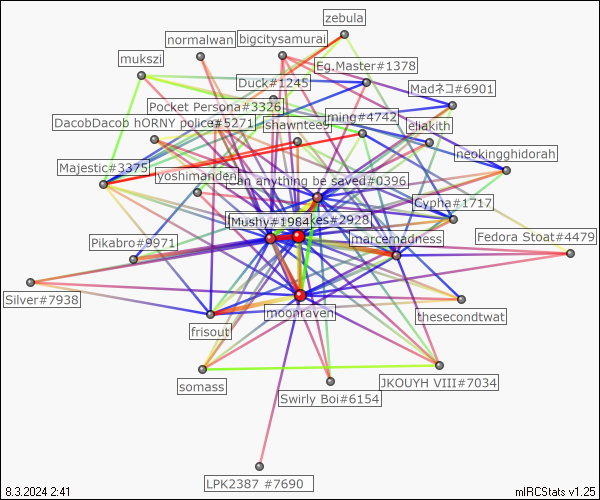 zebula
normalwan
bigcitysamurai
mukszi
Eg.Master#1378
Duck#1245
Madネコ#6901
Pocket Persona#3326
DacobDacob hORNY police#5271
ming#4742
shawntees
eliakith
neokingghidorah
Majestic#3375
yoshimanden
Can anything be saved#0396
Cypha#1717
Mushy#1984
kes#2928
marcemadness
Pikabro#9971
Fedora Stoat#4479
Silver#7938
moonraven
thesecondtwat
frisout
somass
JKOUYH VIII#7034
Swirly Boi#6154
LPK2387 #7690
8.3.2024 2:41
mIRCStats v1.25